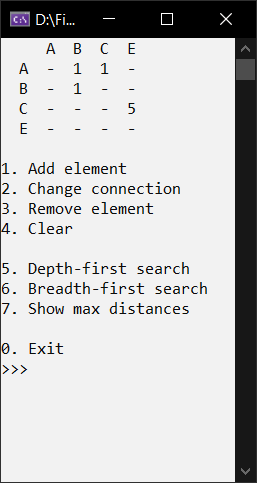 D:\Fi...
A B C E
A - 1 1 -
B - 1 - -
C - - - 5
E - - - -
1. Add element
2. Change connection
3. Remove element
4. Clear
5. Depth-first search
6. Breadth-first search
7. Show max distances
0. Exit
>>>